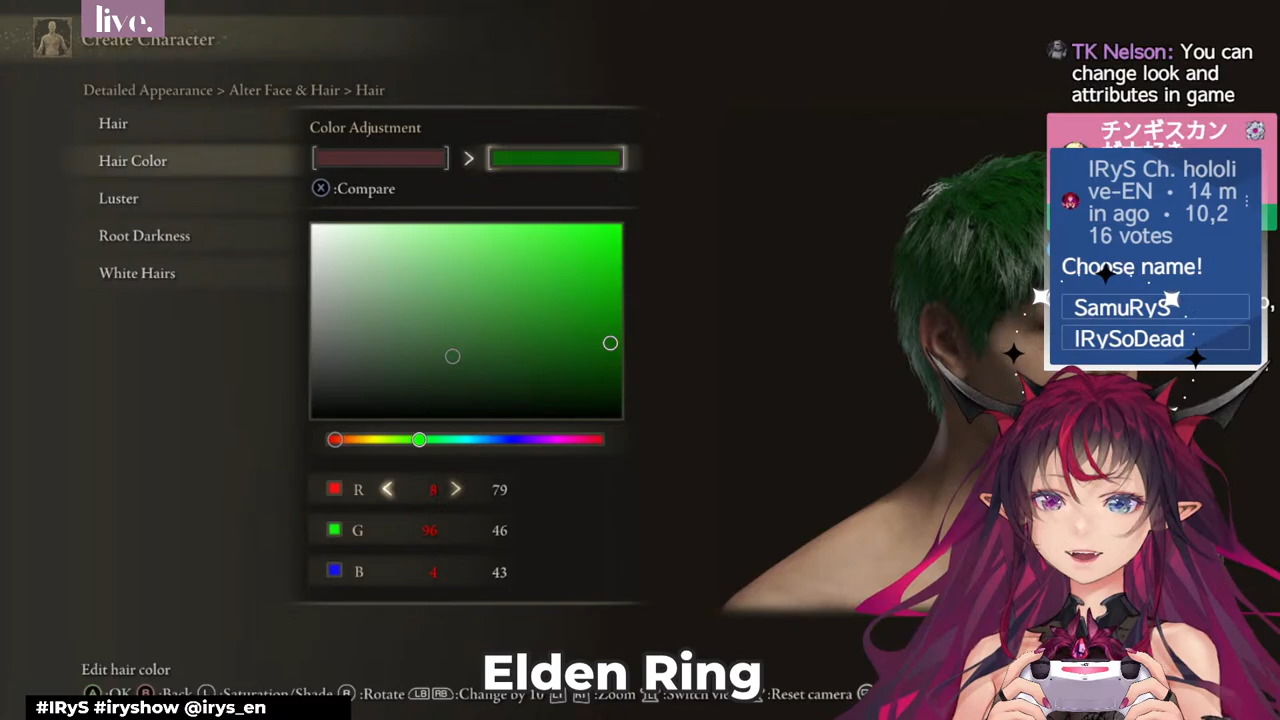 live.
Create Character
Detailed Appearance > Alter Face & Hair > Hair
Hair
Hair Color
Luster
Root Darkness
White Hairs
Color Adjustment
>
X :Compare
R < 8 > 79
G 96 46
B 4 43
TK Nelson: You can
change look and
attributes in game
チンギスカン
IRyS Ch. hololi
ve-EN • 14 m
in ago • 10,2
16 votes
Choose name!
SamuRyS
IRySoDead
Edit hair color
Elden Ring
A :OK B :Back L :Saturation/Shade R :Rotate LB RB :Change by 10 :Zoom :Switch vie :Reset camera
#IRyS #iryshow @irys_en